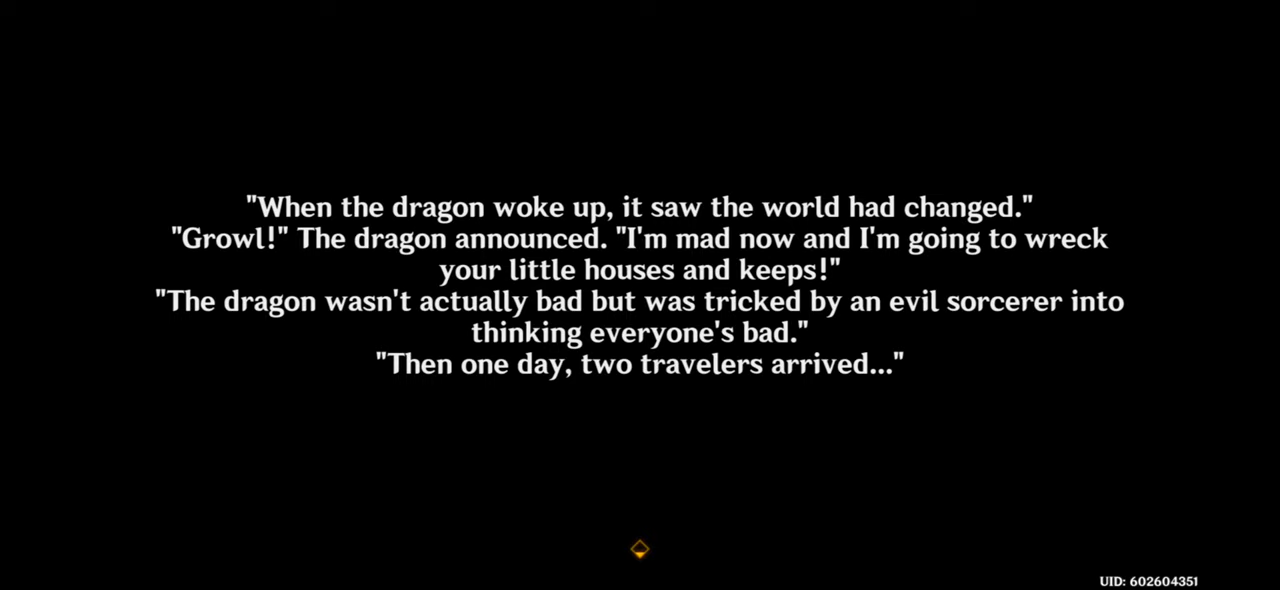 "When the dragon woke up, it saw the world had changed."
"Growl!" The dragon announced. "I'm mad now and I'm going to wreck
your little houses and keeps!"
"The dragon wasn't actually bad but was tricked by an evil sorcerer into
thinking everyone's bad."
"Then one day, two travelers arrived..."
UID: 602604351